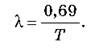 λ = 0,69 / T.